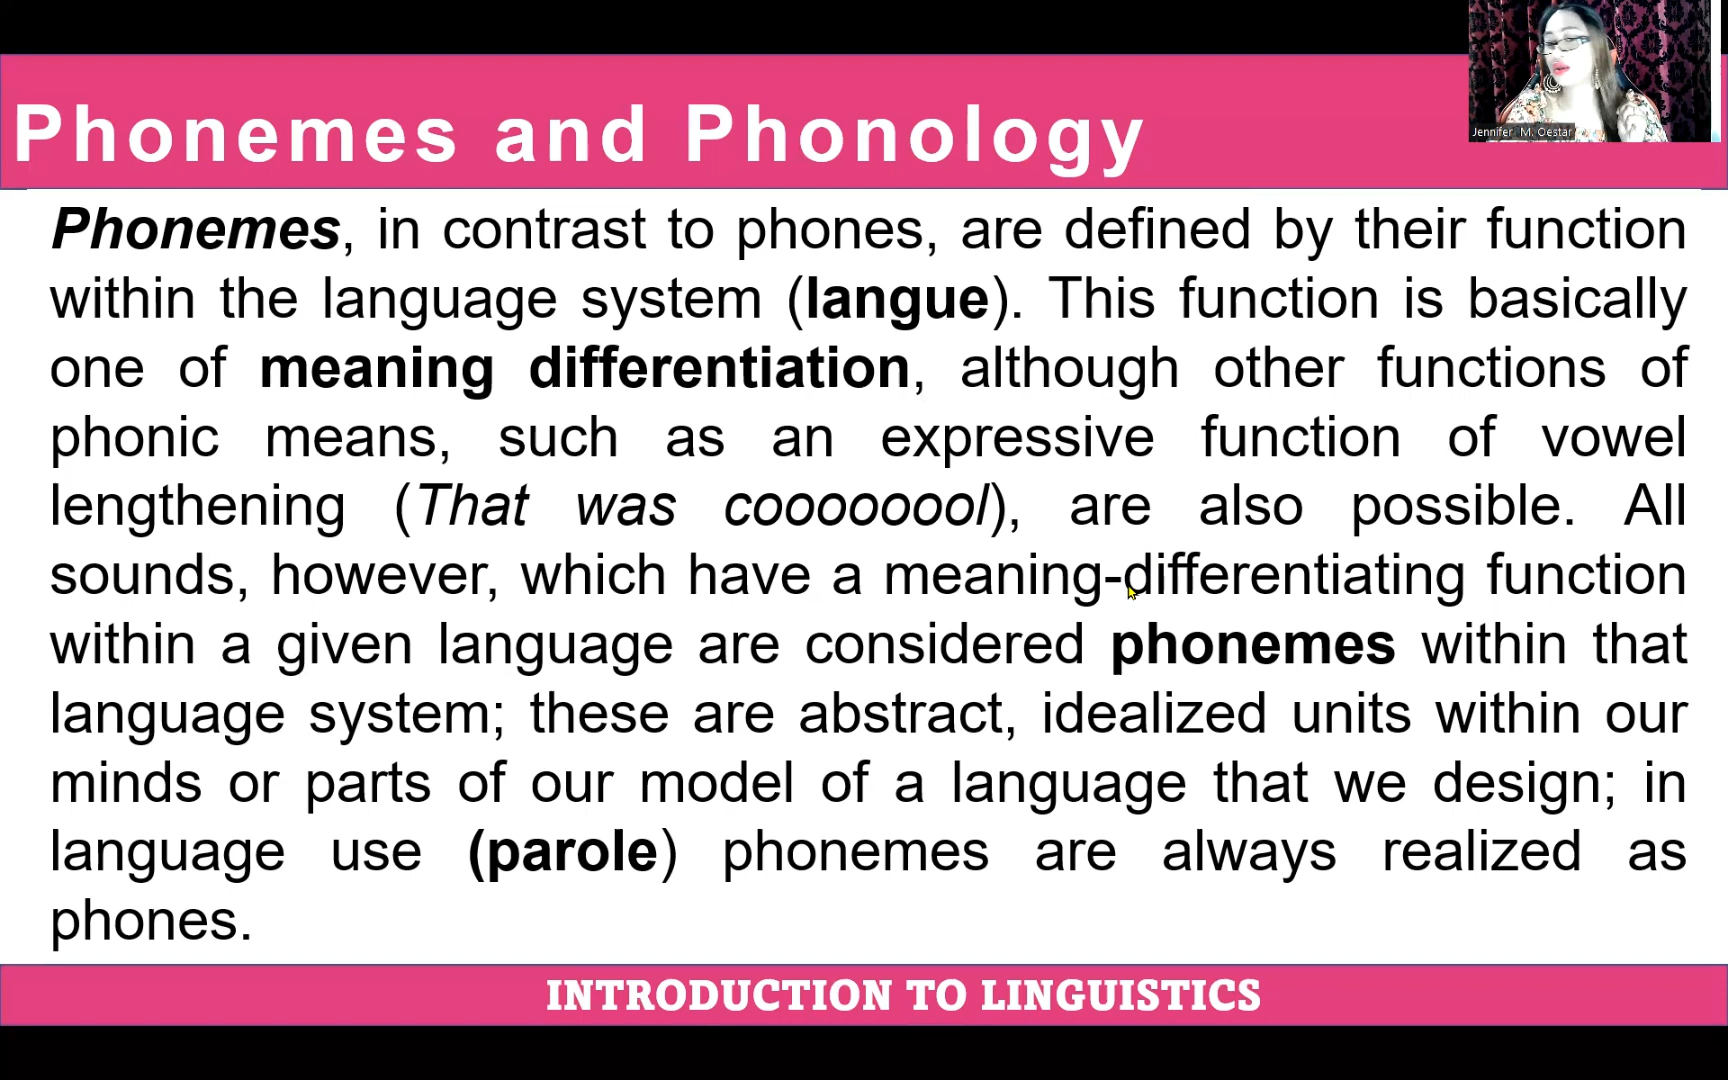 Phonemes and Phonology
Jennifer M. Oestar
Phonemes, in contrast to phones, are defined by their function
within the language system (langue). This function is basically
one of meaning differentiation, although other functions of
phonic means, such as an expressive function of vowel
lengthening (That was coooooool), are also possible. All
sounds, however, which have a meaning-differentiating function
within a given language are considered phonemes within that
language system; these are abstract, idealized units within our
minds or parts of our model of a language that we design; in
language use (parole) phonemes are always realized as
phones.
INTRODUCTION TO LINGUISTICS